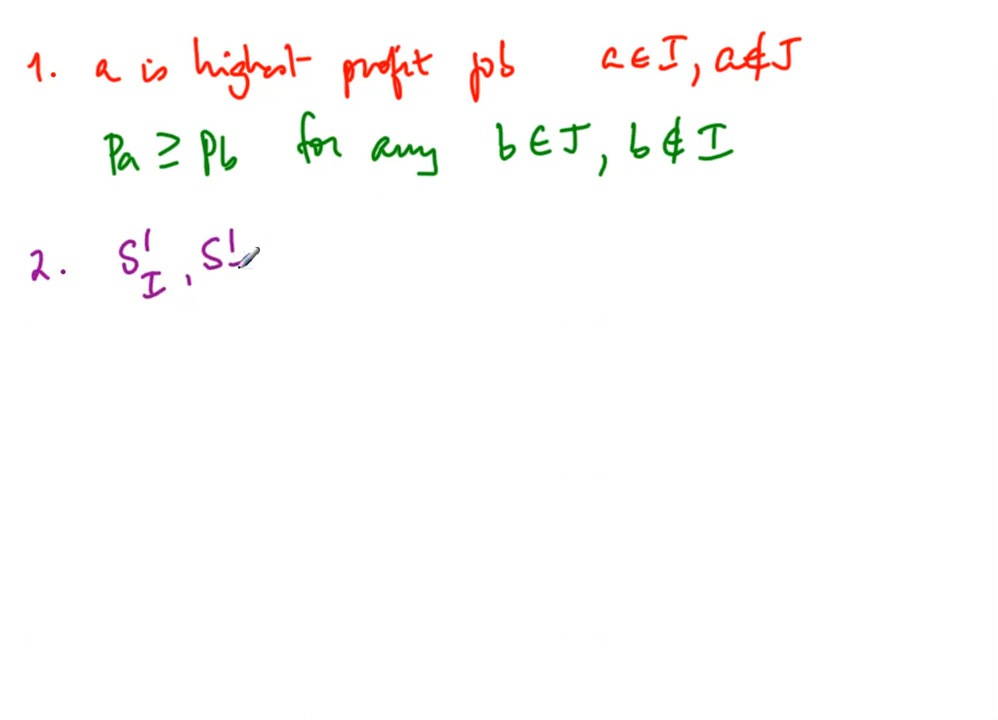 1. a is highest profit job a ∈ I, a ∉ J
Pa ≥ Pb for any b ∈ J, b ∉ I
2. S'I , S'